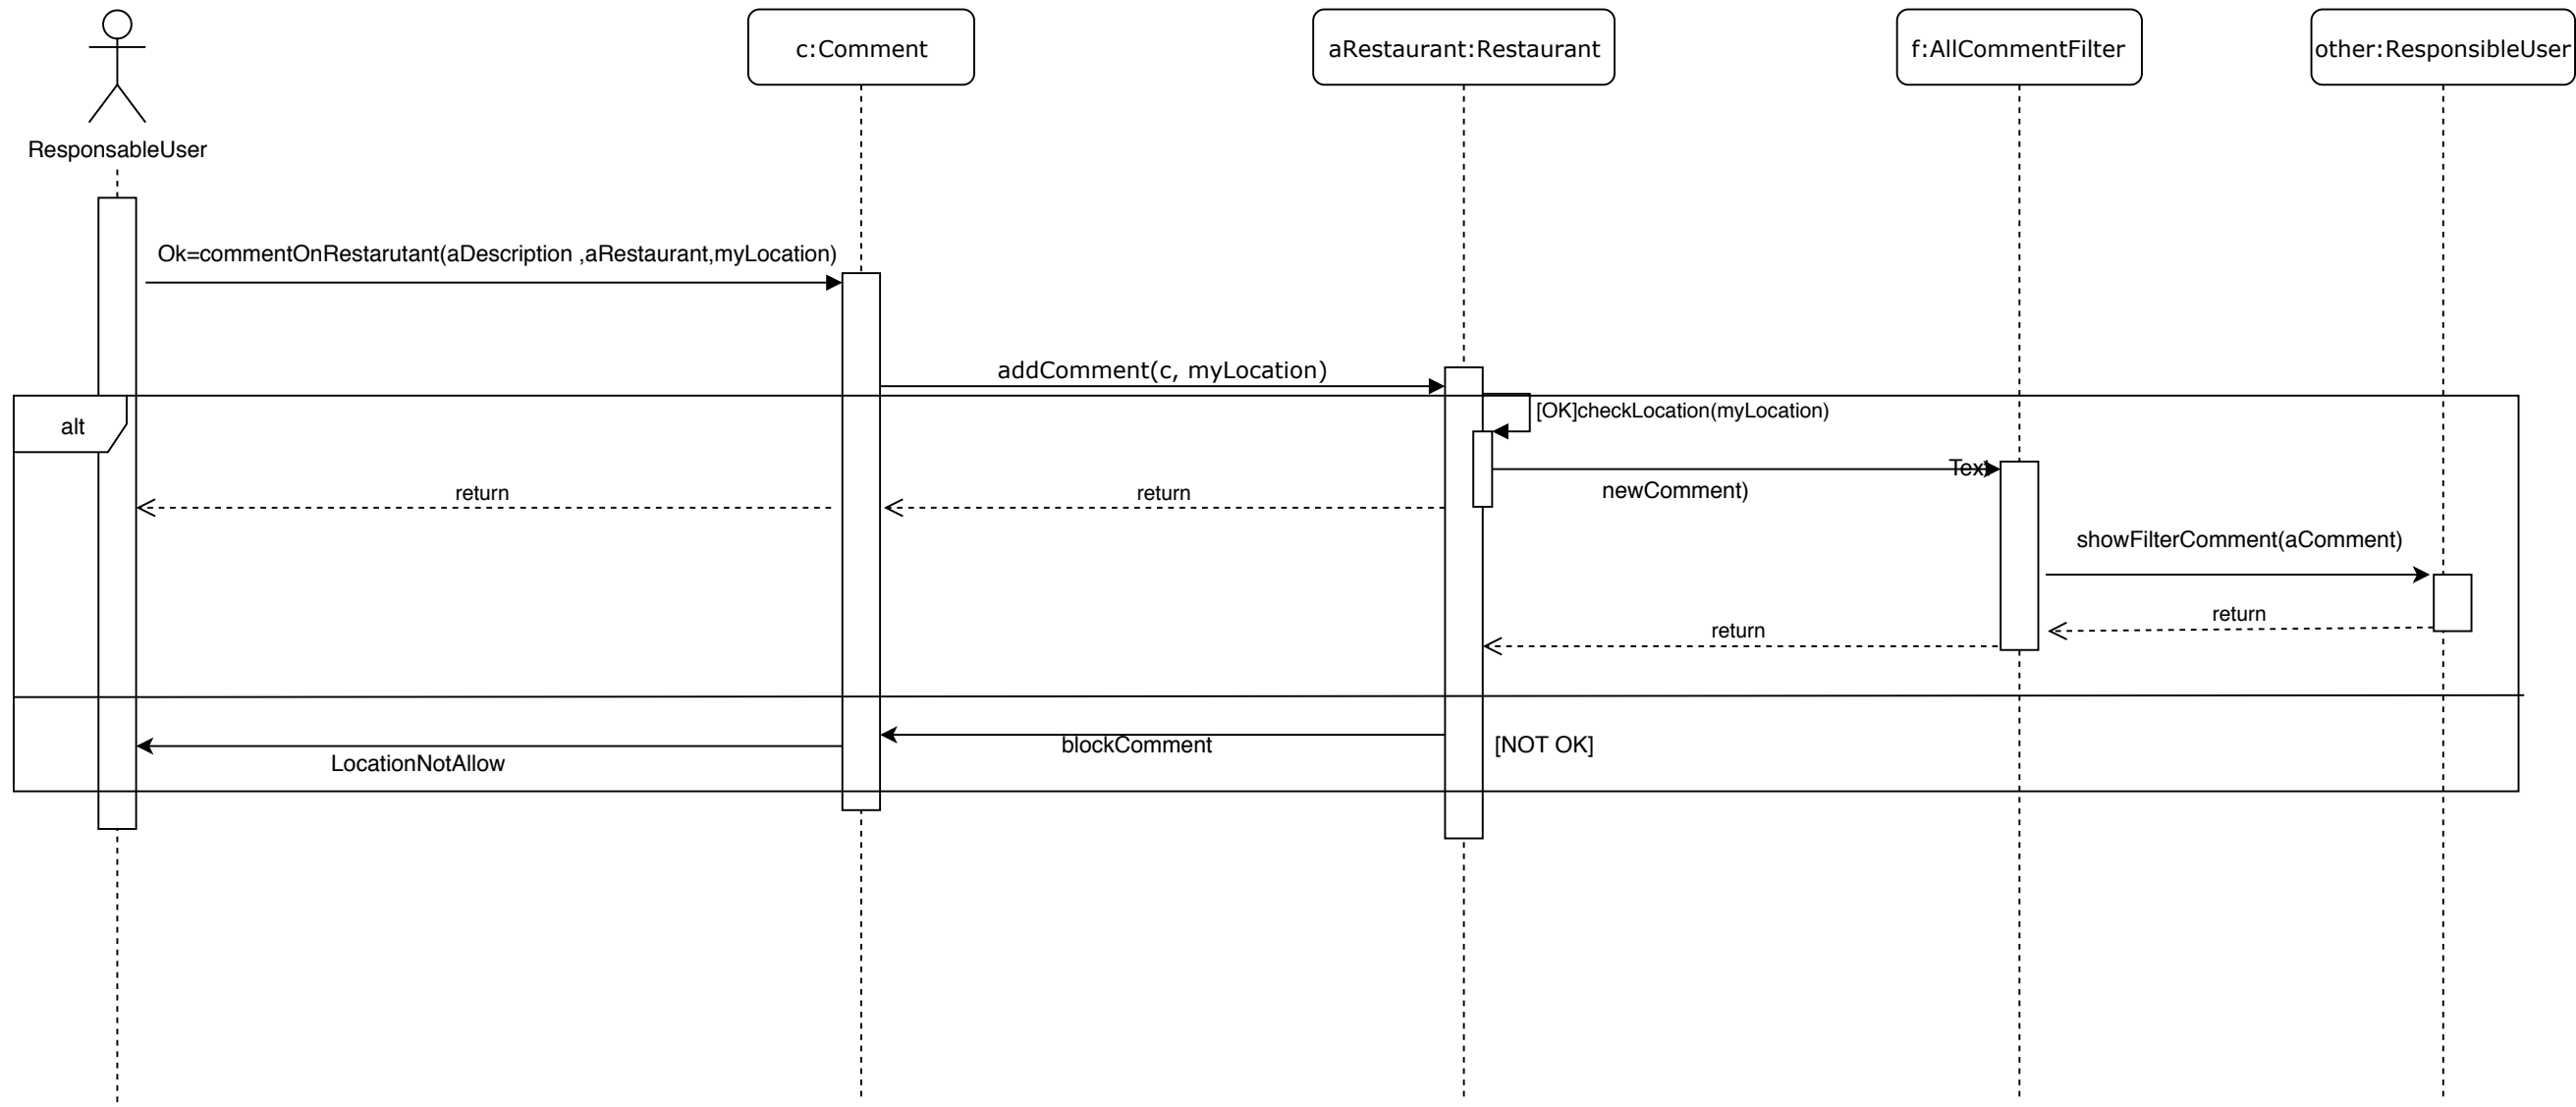 c:Comment
aRestaurant:Restaurant
f:AllCommentFilter
other:ResponsibleUser
ResponsableUser
Ok=commentOnRestarutant(aDescription ,aRestaurant,myLocation)
addComment(c, myLocation)
alt
[OK]checkLocation(myLocation)
Text
newComment)
return
return
showFilterComment(aComment)
return
return
blockComment
[NOT OK]
LocationNotAllow